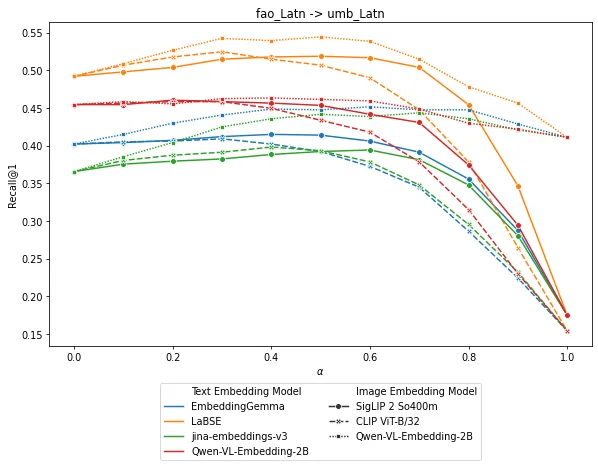 fao_Latn -> umb_Latn
Recall@1
0.55
0.50
0.45
0.40
0.35
0.30
0.25
0.20
0.15
0.0 0.2 0.4 0.6 0.8 1.0
α
Text Embedding Model
EmbeddingGemma
LaBSE
jina-embeddings-v3
Qwen-VL-Embedding-2B
Image Embedding Model
SigLIP 2 So400m
CLIP ViT-B/32
Qwen-VL-Embedding-2B